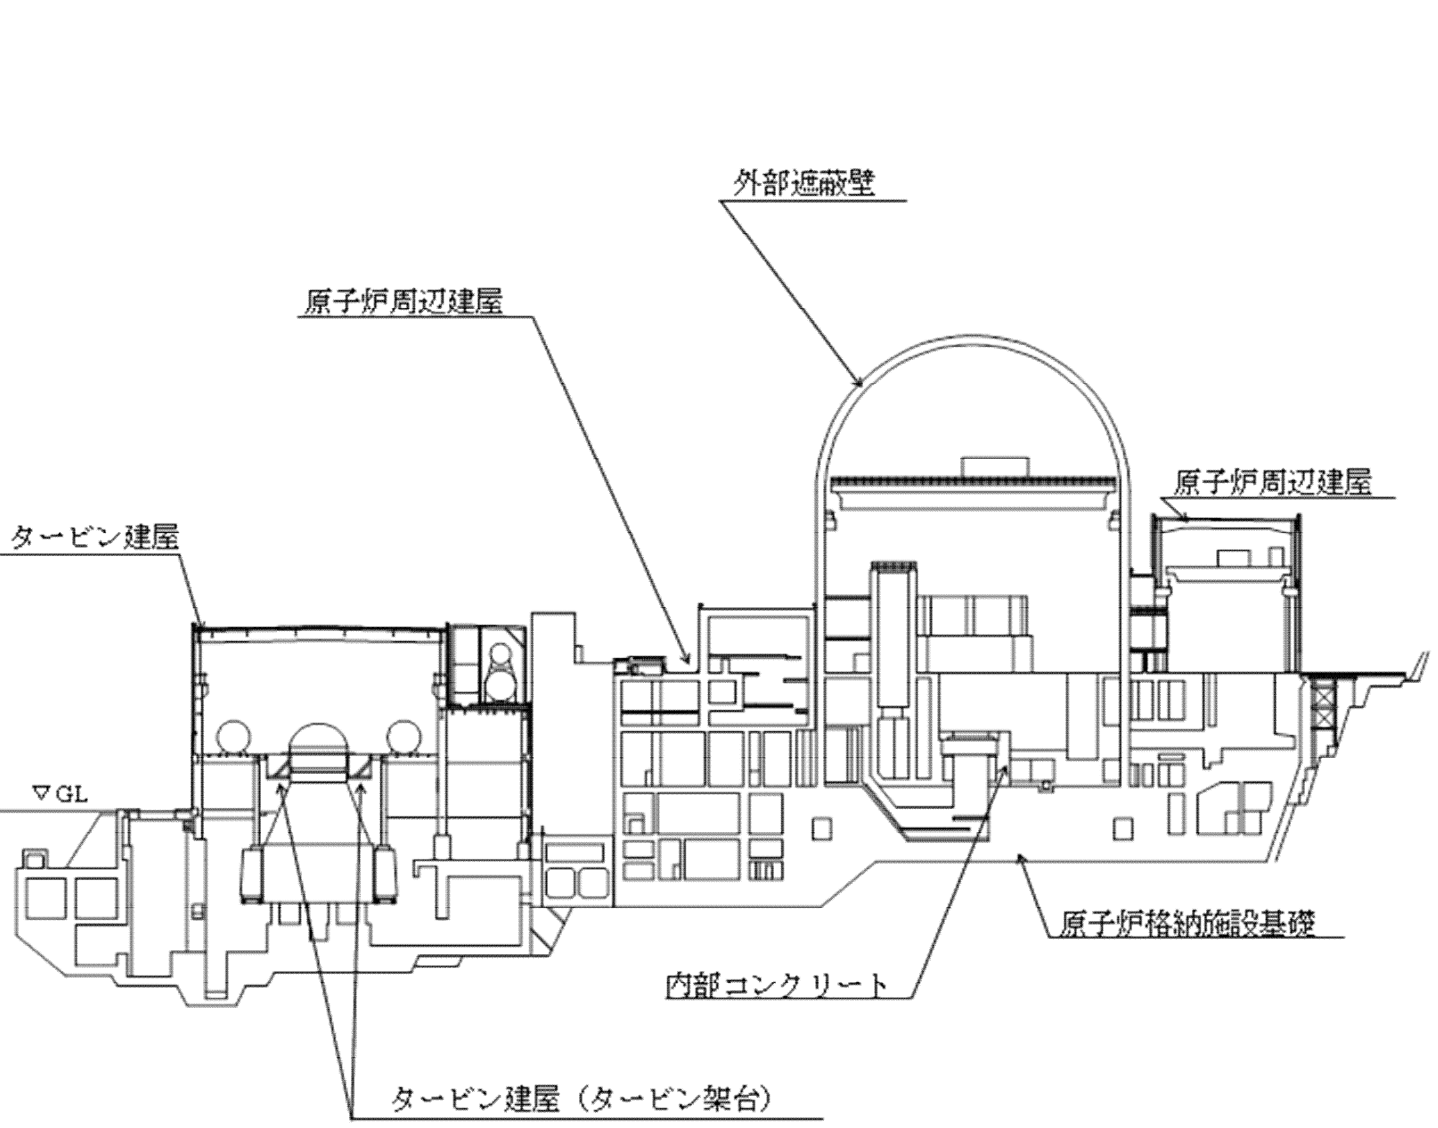 外部遮蔽壁
原子炉周辺建屋
原子炉周辺建屋
タービン建屋
▽GL
原子炉格納施設基礎
内部コンクリート
タービン建屋（タービン架台）